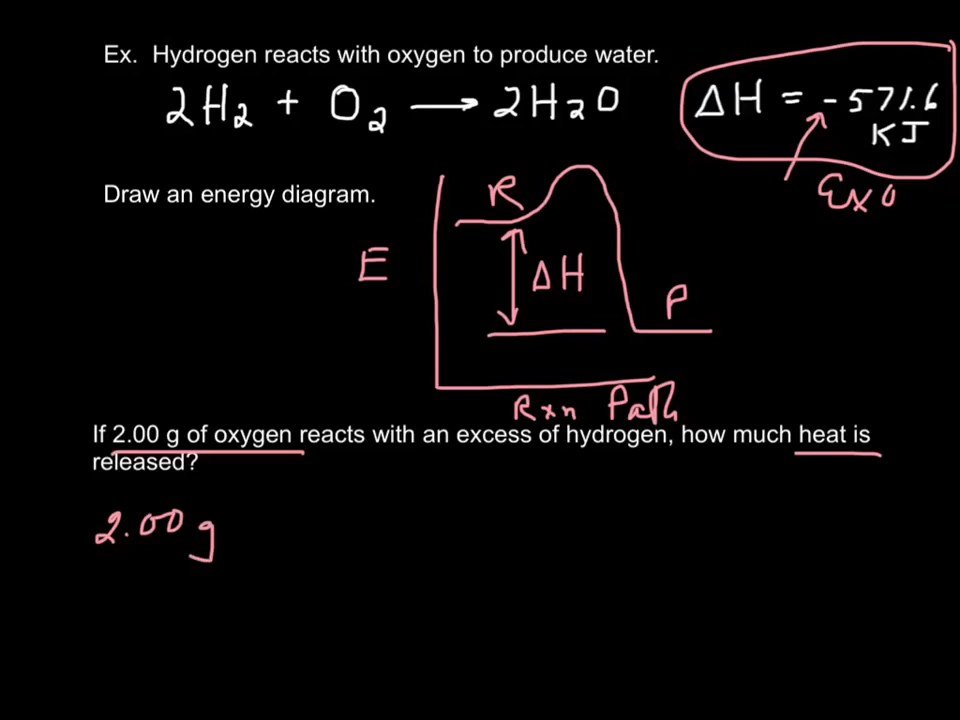 Ex. Hydrogen reacts with oxygen to produce water.
2H₂ + O₂ → 2H₂O
ΔH = -571.6
KJ
Exo
Draw an energy diagram.
R
E
ΔH
P
Rxn Path
If 2.00 g of oxygen reacts with an excess of hydrogen, how much heat is
released?
2.00 g